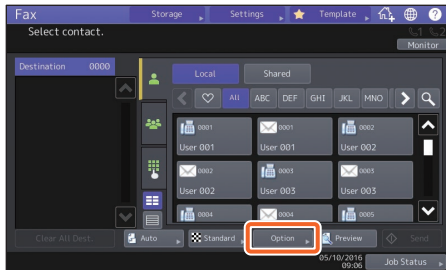 Fax Storage Settings Template ?
Select contact.
1 2
Monitor
Destination 0000
Local Shared
All ABC DEF GHI JKL MNO
0001 0001 0002
User 001 User 001 User 002
0002 0003 0003
User 002 User 003 User 003
0004 0004 0005
Clear All Dest. Auto Standard Option Preview Send
05/10/2016
09:06
Job Status